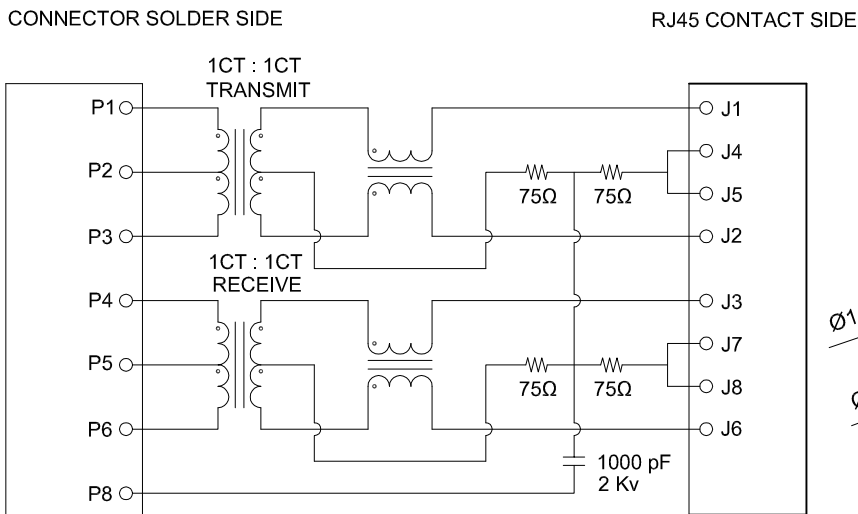 CONNECTOR SOLDER SIDE
RJ45 CONTACT SIDE
1CT : 1CT
TRANSMIT
P1
J1
J4
P2
75Ω
75Ω
J5
P3
J2
1CT : 1CT
RECEIVE
P4
J3
Ø1
J7
P5
75Ω
75Ω
J8
Ø
P6
J6
1000 pF
2 Kv
P8